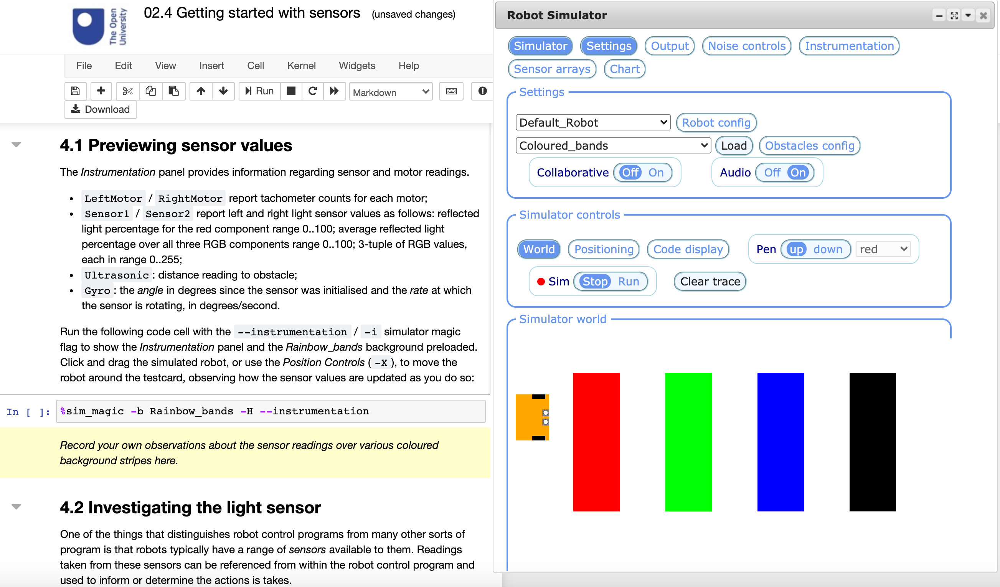 The Open
University
02.4 Getting started with sensors (unsaved changes)
File Edit View Insert Cell Kernel Widgets Help
Run Markdown
Download
4.1 Previewing sensor values
The Instrumentation panel provides information regarding sensor and motor readings.
• LeftMotor / RightMotor report tachometer counts for each motor;
• Sensor1 / Sensor2 report left and right light sensor values as follows: reflected
light percentage for the red component range 0..100; average reflected light
percentage over all three RGB components range 0..100; 3-tuple of RGB values,
each in range 0..255;
• Ultrasonic : distance reading to obstacle;
• Gyro : the angle in degrees since the sensor was initialised and the rate at which
the sensor is rotating, in degrees/second.
Run the following code cell with the --instrumentation / -i simulator magic
flag to show the Instrumentation panel and the Rainbow_bands background preloaded.
Click and drag the simulated robot, or use the Position Controls ( -X ), to move the
robot around the testcard, observing how the sensor values are updated as you do so:
In [ ]: %sim_magic -b Rainbow_bands -H --instrumentation
Record your own observations about the sensor readings over various coloured
background stripes here.
4.2 Investigating the light sensor
One of the things that distinguishes robot control programs from many other sorts of
program is that robots typically have a range of sensors available to them. Readings
taken from these sensors can be referenced from within the robot control program and
used to inform or determine the actions is takes.
Robot Simulator
Simulator Settings Output Noise controls Instrumentation
Sensor arrays Chart
Settings
Default_Robot Robot config
Coloured_bands Load Obstacles config
Collaborative Off On Audio Off On
Simulator controls
World Positioning Code display Pen up down red
Sim Stop Run Clear trace
Simulator world